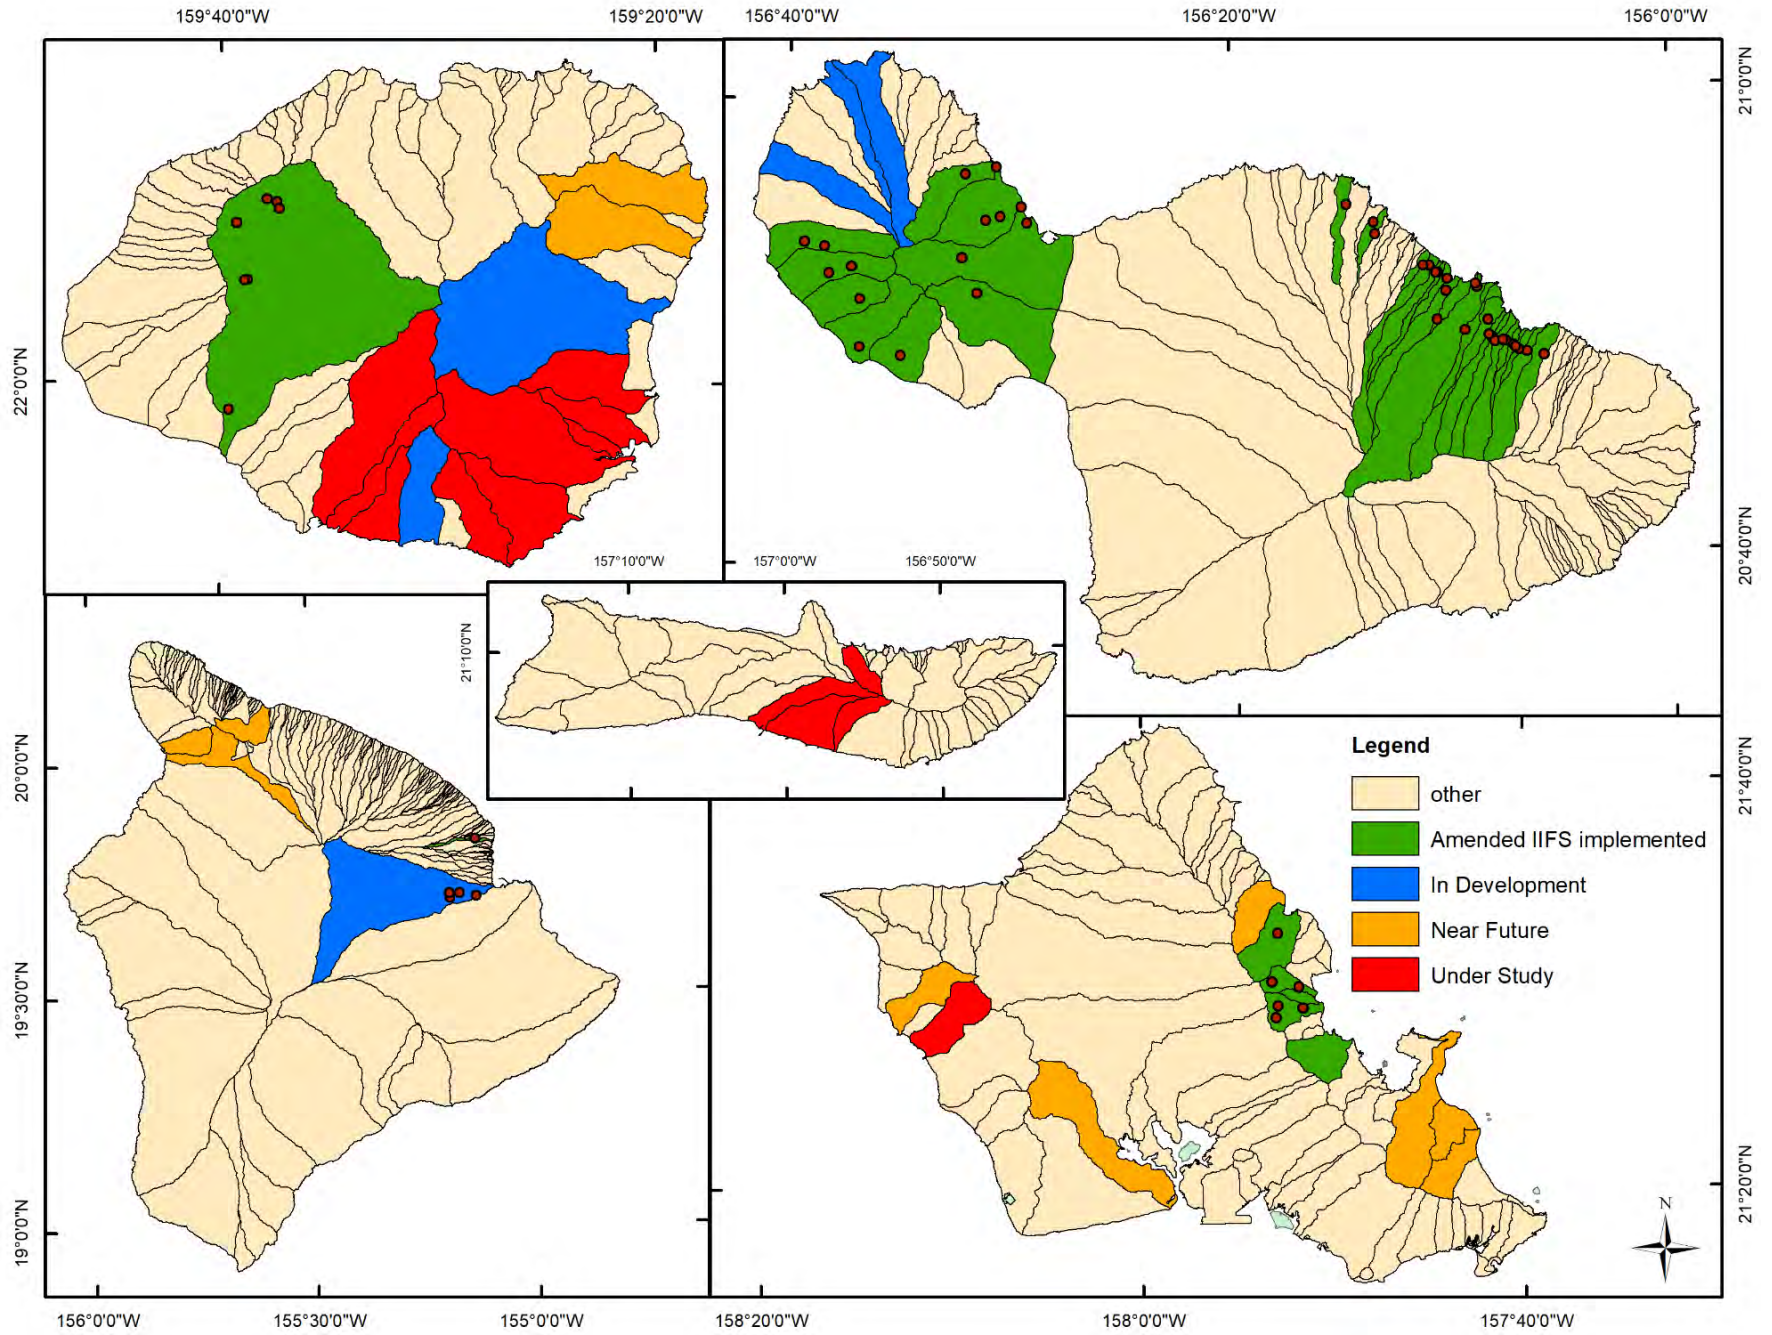 159°40'0"W
159°20'0"W
156°40'0"W
156°20'0"W
156°0'0"W
21°0'0"N
22°0'0"N
20°40'0"N
157°10'0"W
157°0'0"W
156°50'0"W
21°10'0"N
Legend
other
Amended IIFS implemented
In Development
Near Future
Under Study
20°0'0"N
21°40'0"N
19°30'0"N
21°20'0"N
19°0'0"N
N
156°0'0"W
155°30'0"W
155°0'0"W
158°20'0"W
158°0'0"W
157°40'0"W